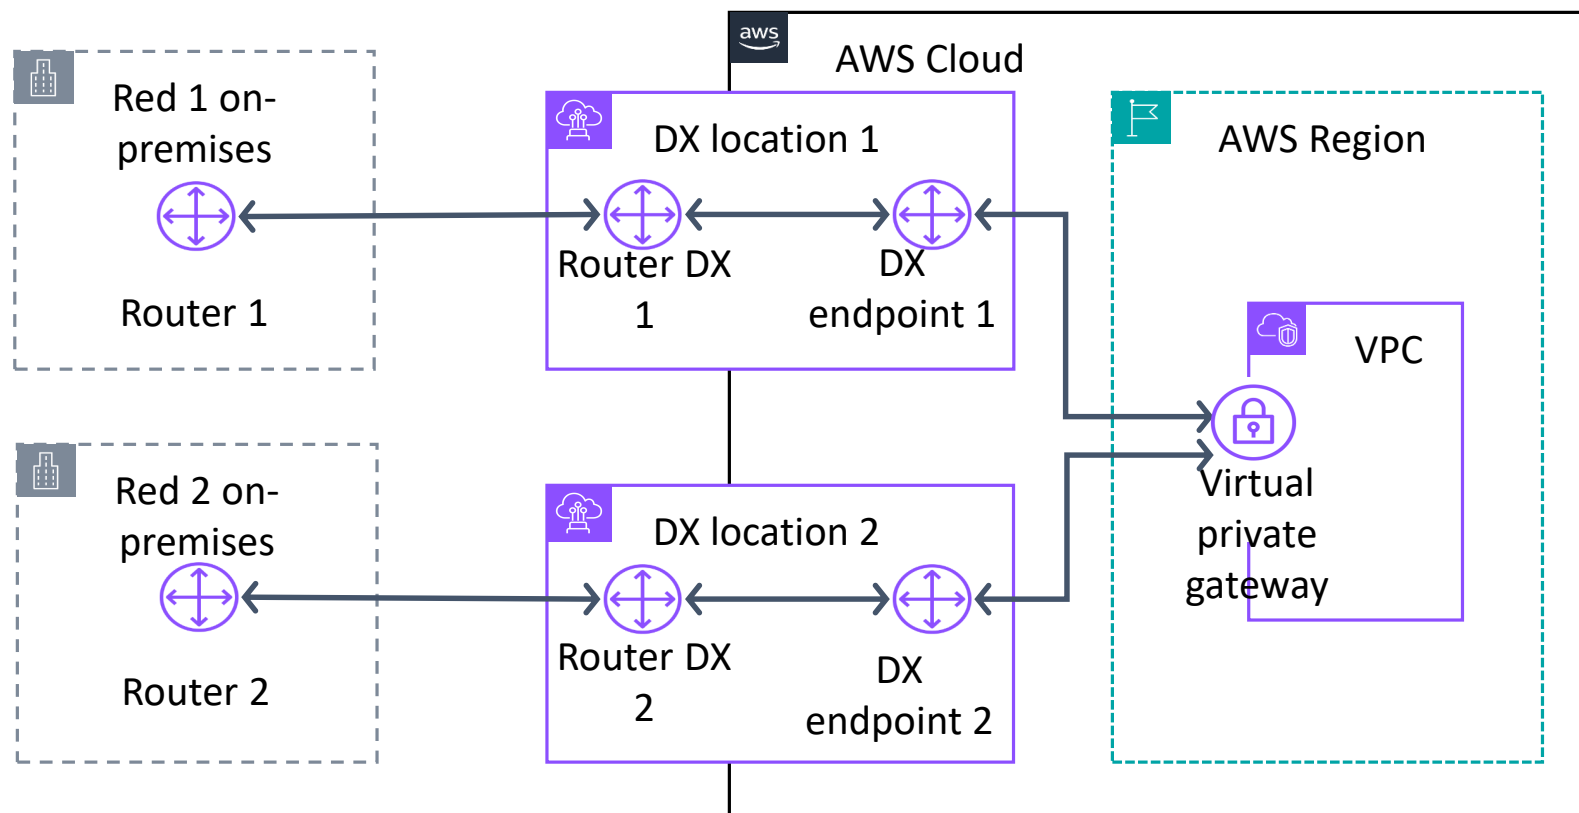 aws
AWS Cloud
Red 1 on-
premises
Router 1
DX location 1
Router DX
1
DX
endpoint 1
AWS Region
VPC
Virtual
private
gateway
Red 2 on-
premises
Router 2
DX location 2
Router DX
2
DX
endpoint 2